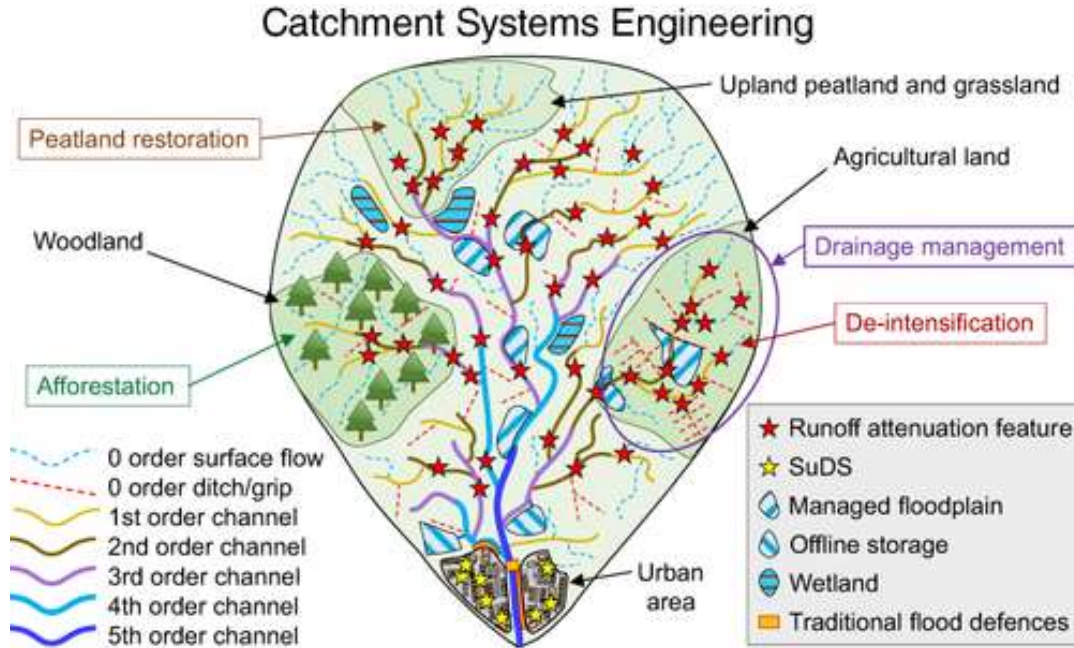 Catchment Systems Engineering
Upland peatland and grassland
Peatland restoration
Agricultural land
Woodland
Drainage management
De-intensification
Afforestation
0 order surface flow
0 order ditch/grip
1st order channel
2nd order channel
3rd order channel
4th order channel
5th order channel
Urban
area
Runoff attenuation feature
SuDS
Managed floodplain
Offline storage
Wetland
Traditional flood defences